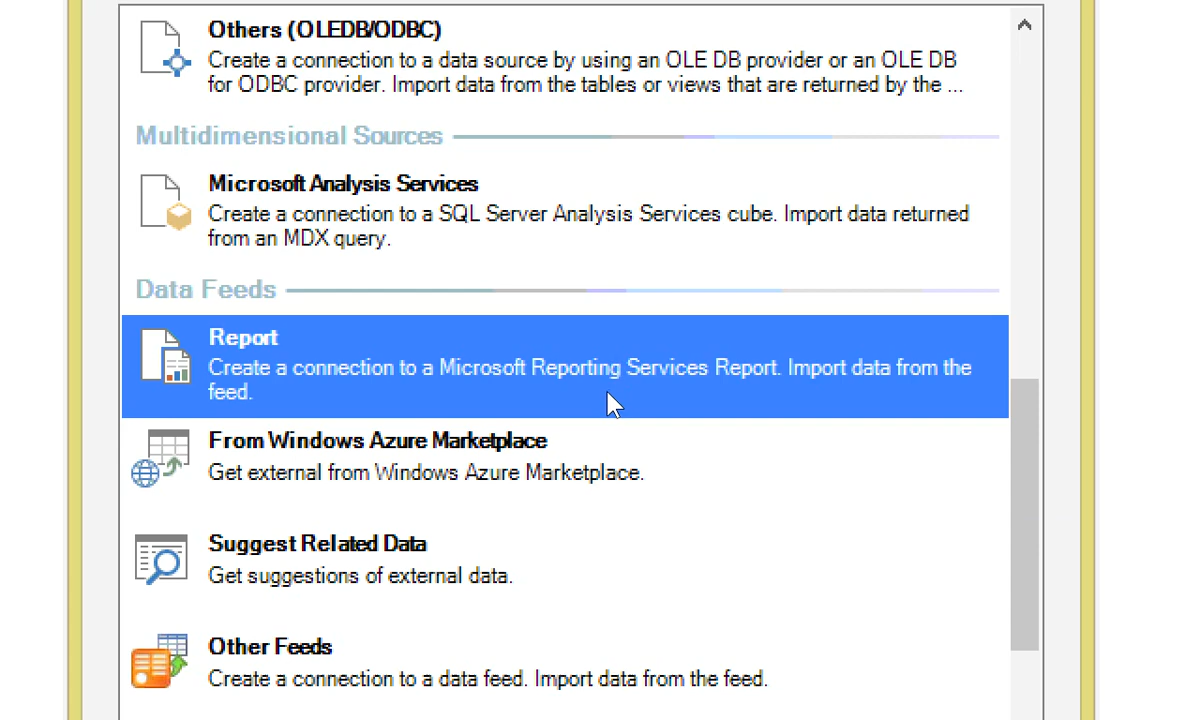 Others (OLEDB/ODBC)
Create a connection to a data source by using an OLE DB provider or an OLE DB
for ODBC provider. Import data from the tables or views that are returned by the ...
Multidimensional Sources
Microsoft Analysis Services
Create a connection to a SQL Server Analysis Services cube. Import data returned
from an MDX query.
Data Feeds
Report
Create a connection to a Microsoft Reporting Services Report. Import data from the
feed.
From Windows Azure Marketplace
Get external from Windows Azure Marketplace.
Suggest Related Data
Get suggestions of external data.
Other Feeds
Create a connection to a data feed. Import data from the feed.